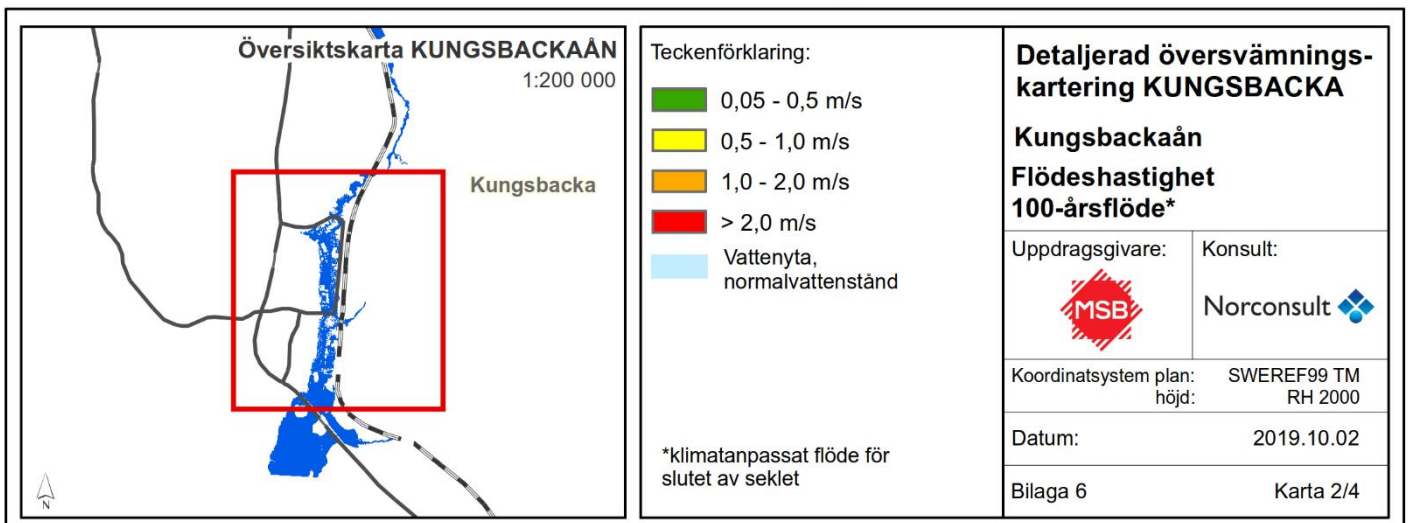 Översiktskarta KUNGSBACKAÅN
1:200 000
Kungsbacka
N
Teckenförklaring:
0,05 - 0,5 m/s
0,5 - 1,0 m/s
1,0 - 2,0 m/s
> 2,0 m/s
Vattenyta,
normalvattenstånd
*klimatanpassat flöde för
slutet av seklet
Detaljerad översvämnings-
kartering KUNGSBACKA
Kungsbackaån
Flödeshastighet
100-årsflöde*
Uppdragsgivare:
MSB
Konsult:
Norconsult
Koordinatsystem plan: SWEREF99 TM
höjd: RH 2000
Datum: 2019.10.02
Bilaga 6 Karta 2/4